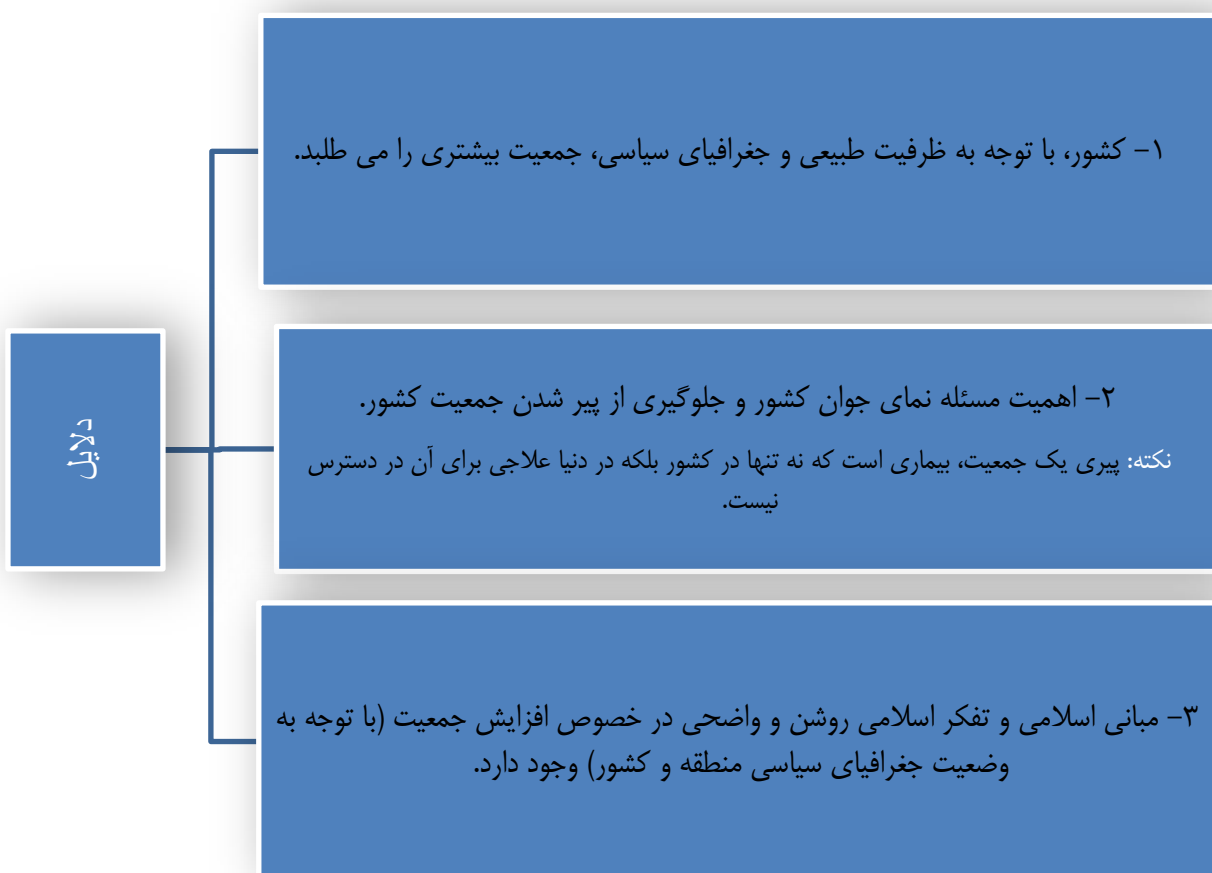 ۱- کشور، با توجه به ظرفیت طبیعی و جغرافیای سیاسی، جمعیت بیشتری را می طلبد.
دلایل
۲- اهمیت مسئله نمای جوان کشور و جلوگیری از پیر شدن جمعیت کشور.
نکته: پیری یک جمعیت، بیماری است که نه تنها در کشور بلکه در دنیا علاجی برای آن در دسترس
نیست.
۳- مبانی اسلامی و تفکر اسلامی روشن و واضحی در خصوص افزایش جمعیت (با توجه به
وضعیت جغرافیای سیاسی منطقه و کشور) وجود دارد.